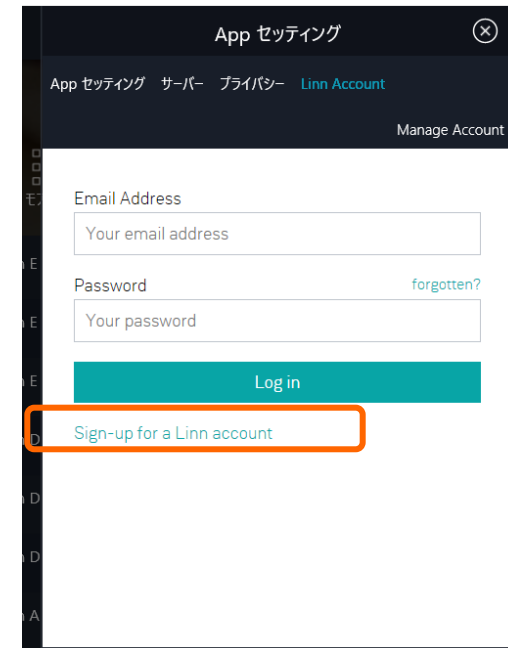 App セッティング
App セッティング サーバー プライバシー Linn Account
Manage Account
Email Address
Your email address
Password forgotten?
Your password
Log in
Sign-up for a Linn account
E
E
E
D
D
D
A